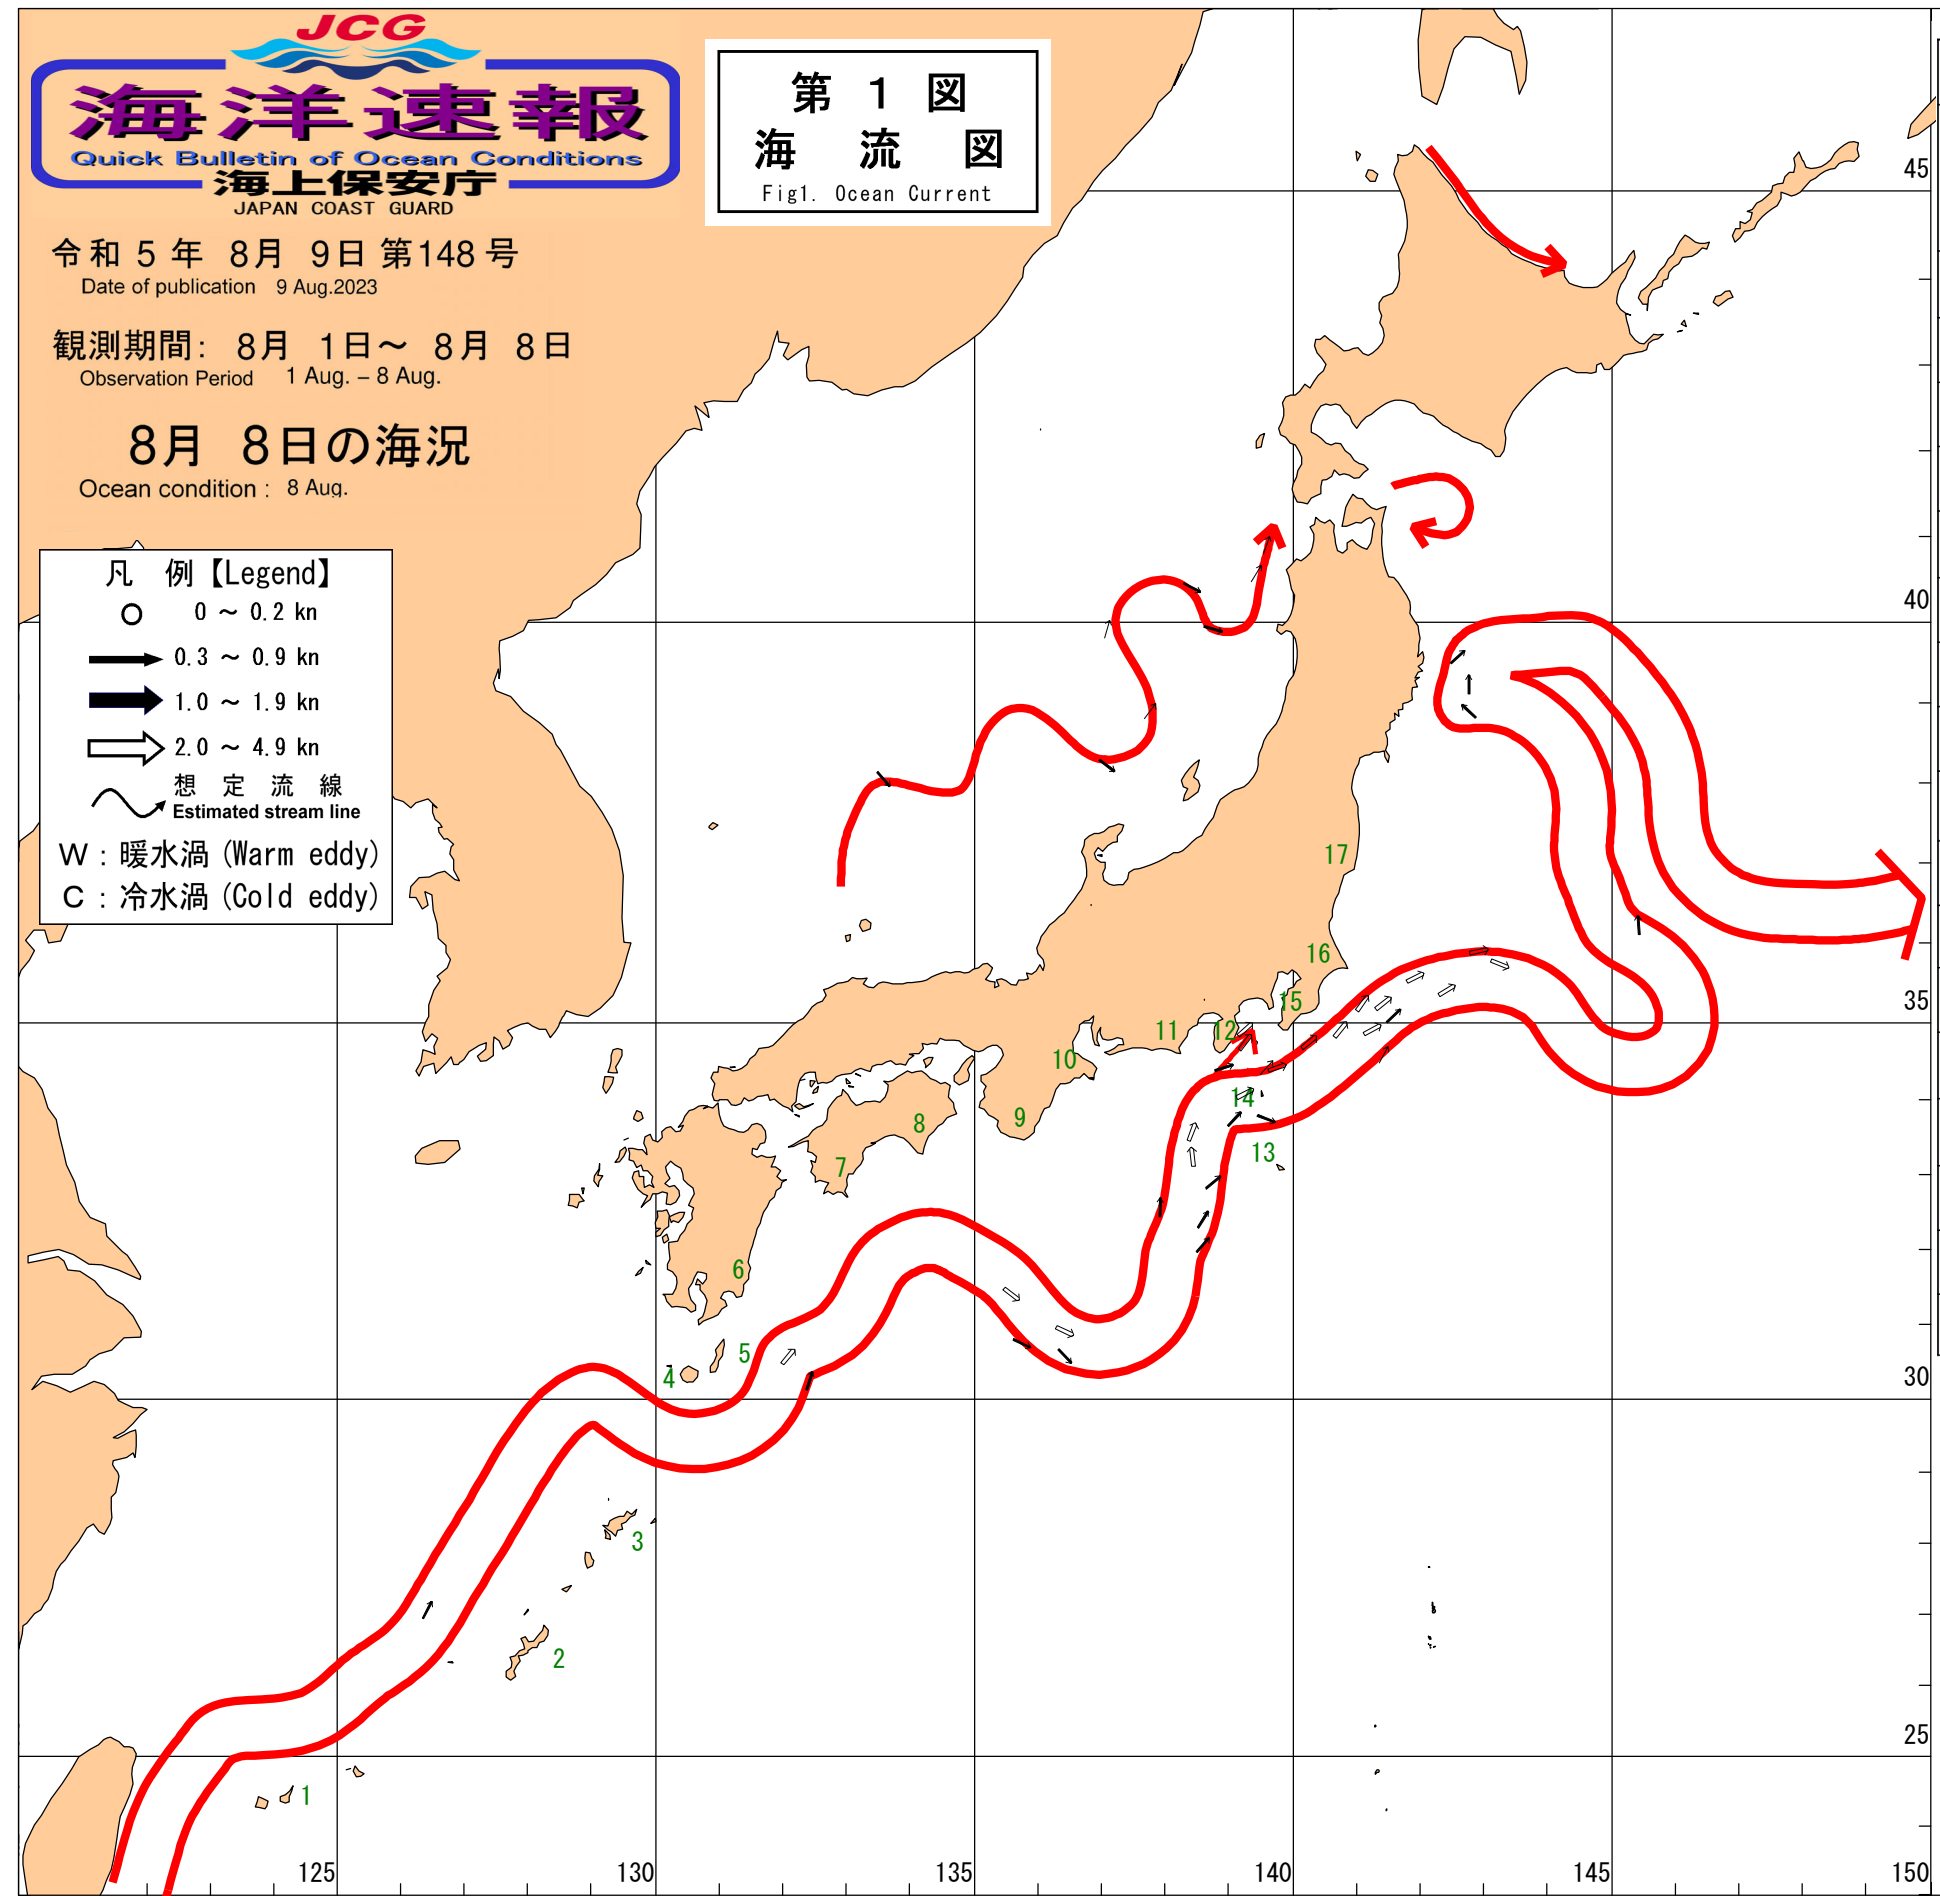 JCG
海洋速報
Quick Bulletin of Ocean Conditions
海上保安庁
JAPAN COAST GUARD
令和 5 年 8月 9日 第148 号
Date of publication 9 Aug.2023
観測期間: 8月 1日～ 8月 8日
Observation Period 1 Aug. – 8 Aug.
8月 8日の海況
Ocean condition : 8 Aug.
第 1 図
海 流 図
Fig1. Ocean Current
凡 例【Legend】
0 ～ 0.2 kn
0.3 ～ 0.9 kn
1.0 ～ 1.9 kn
2.0 ～ 4.9 kn
想 定 流 線
Estimated stream line
W : 暖水渦 (Warm eddy)
C : 冷水渦 (Cold eddy)
45
40
35
30
25
17
16
15
12
11
10
14
9
8
13
7
6
5
4
3
2
1
125
130
135
140
145
150